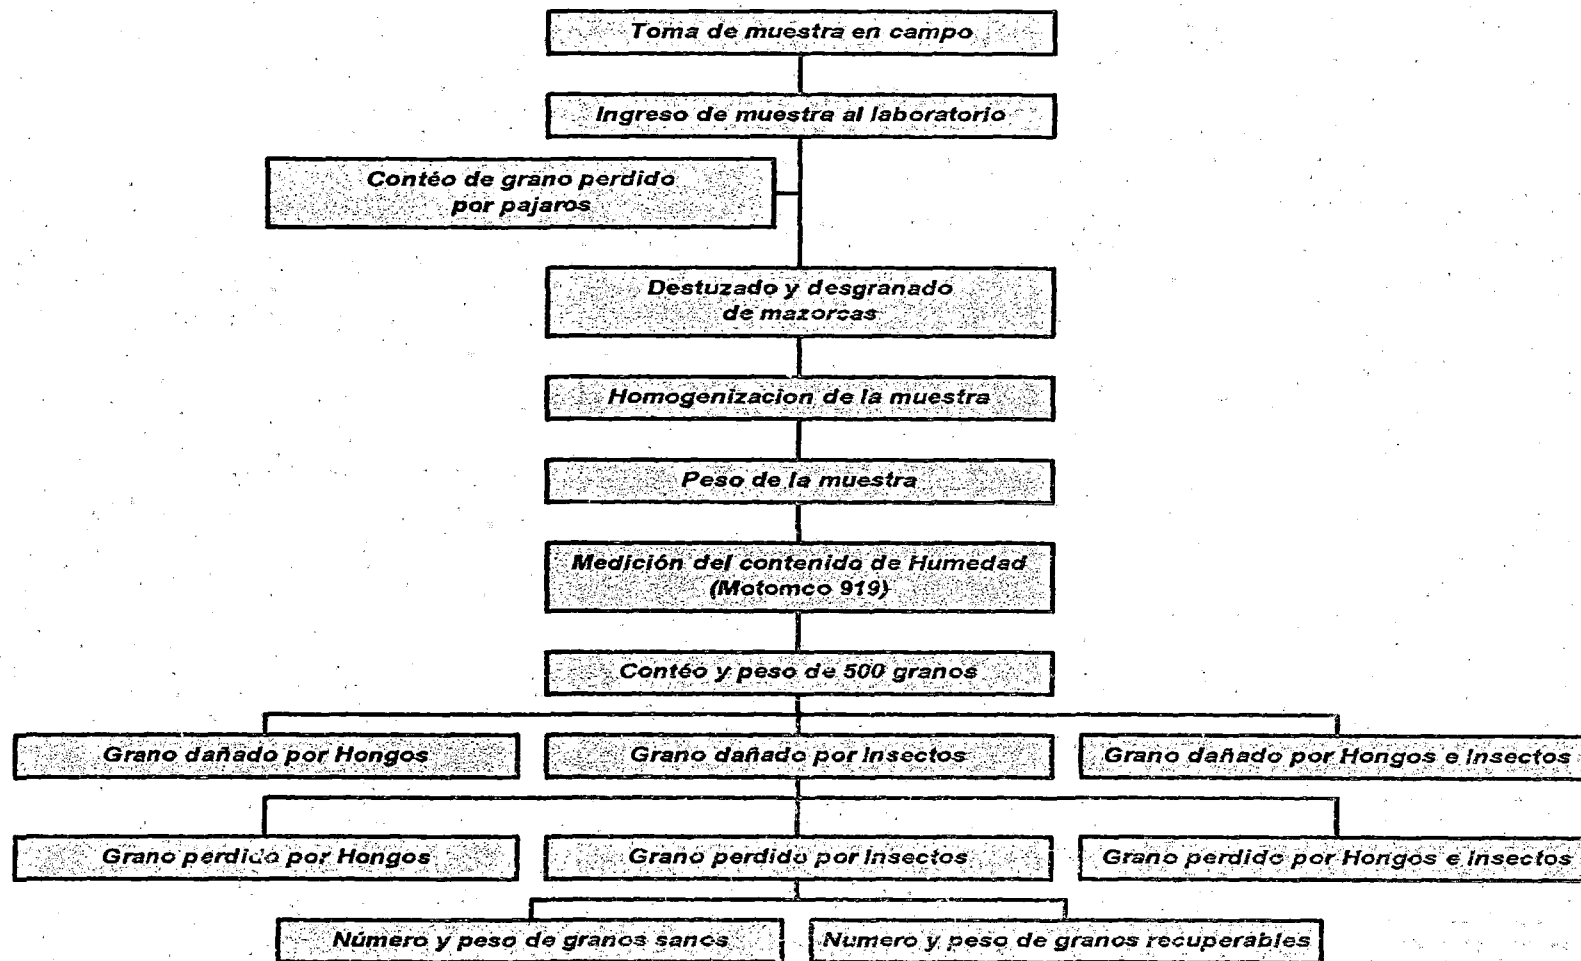 Toma de muestra en campo
Ingreso de muestra al laboratorio
Contéo de grano perdido
por pajaros
Destuzado y desgranado
de mazorcas
Homogenizacion de la muestra
Peso de la muestra
Medición del contenido de Humedad
(Motomco 919)
Contéo y peso de 500 granos
Grano dañado por Hongos
Grano dañado por Insectos
Grano dañado por Hongos e Insectos
Grano perdido por Hongos
Grano perdido por Insectos
Grano perdido por Hongos e Insectos
Número y peso de granos sanos
Numero y peso de granos recuperables